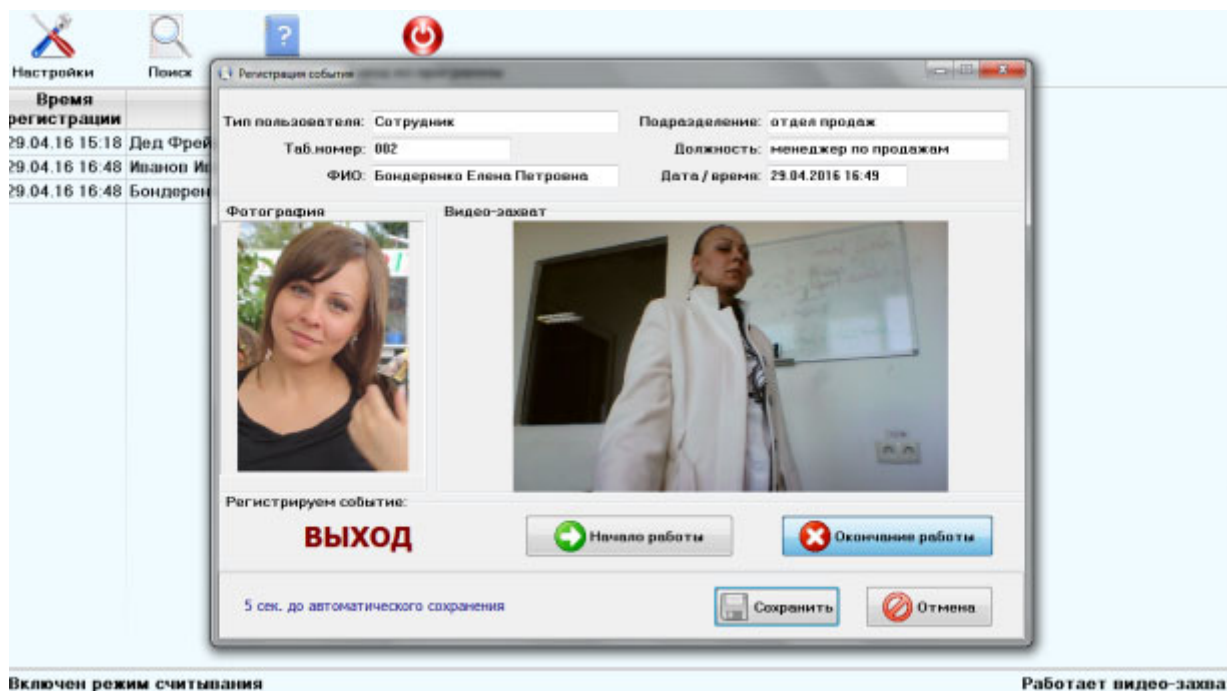 Настройки
Поиск
Регистрация события
Время
регистрации
29.04.16 15:18 Дед Фрей
29.04.16 16:48 Иванов Ив
29.04.16 16:48 Бондерен
Тип пользователя: Сотрудник
Подразделение: отдел продаж
Таб.номер: 002
Должность: менеджер по продажам
ФИО: Бондеренко Елена Петровна
Дата / время: 29.04.2016 16:49
Фотография
Видео-захват
Регистрируем событие:
ВЫХОД
Начало работы
Окончание работы
5 сек. до автоматического сохранения
Сохранить
Отмена
Включен режим считывания
Работает видео-захва